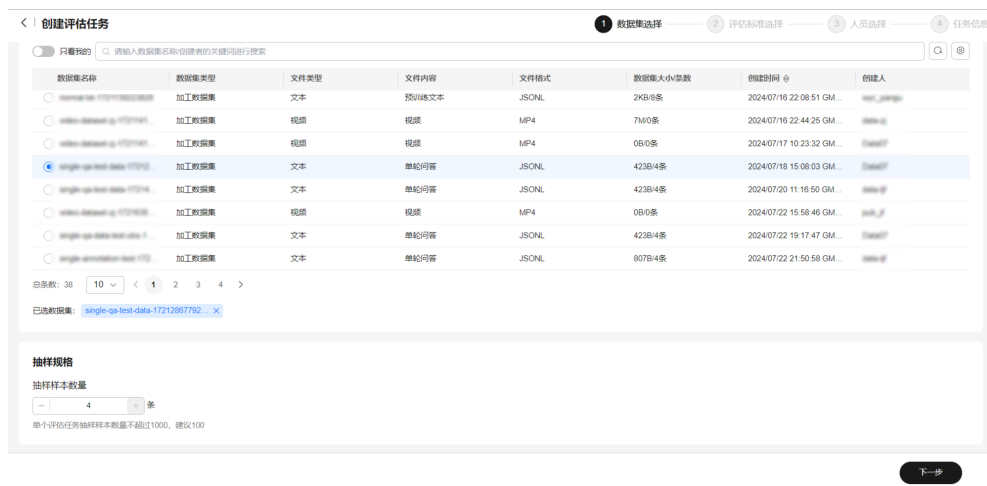 创建评估任务 1 数据集选择 2 评估标准选择 3 人员选择 4 任务信息
只看我的 请输入数据集名称/创建者的关键词进行搜索
数据集名称 数据集类型 文件类型 文件内容 文件格式 数据集大小/条数 创建时间 创建人
加工数据集 文本 预训练文本 JSONL 2KB/8条 2024/07/16 22:08:51 GM...
加工数据集 视频 视频 MP4 7M/0条 2024/07/16 22:44:25 GM...
加工数据集 视频 视频 MP4 0B/0条 2024/07/17 10:23:32 GM...
加工数据集 文本 单轮问答 JSONL 423B/4条 2024/07/18 15:08:03 GM...
加工数据集 文本 单轮问答 JSONL 423B/4条 2024/07/20 11:16:50 GM...
加工数据集 视频 视频 MP4 0B/0条 2024/07/22 15:58:46 GM...
加工数据集 文本 单轮问答 JSONL 423B/4条 2024/07/22 19:17:47 GM...
加工数据集 文本 单轮问答 JSONL 807B/4条 2024/07/22 21:50:58 GM...
总条数: 38 10 1 2 3 4
已选数据集: single-qa-test-data-17212867792...
抽样规格
抽样样本数量
4 条
单个评估任务抽样样本数量不超过1000，建议100
下一步